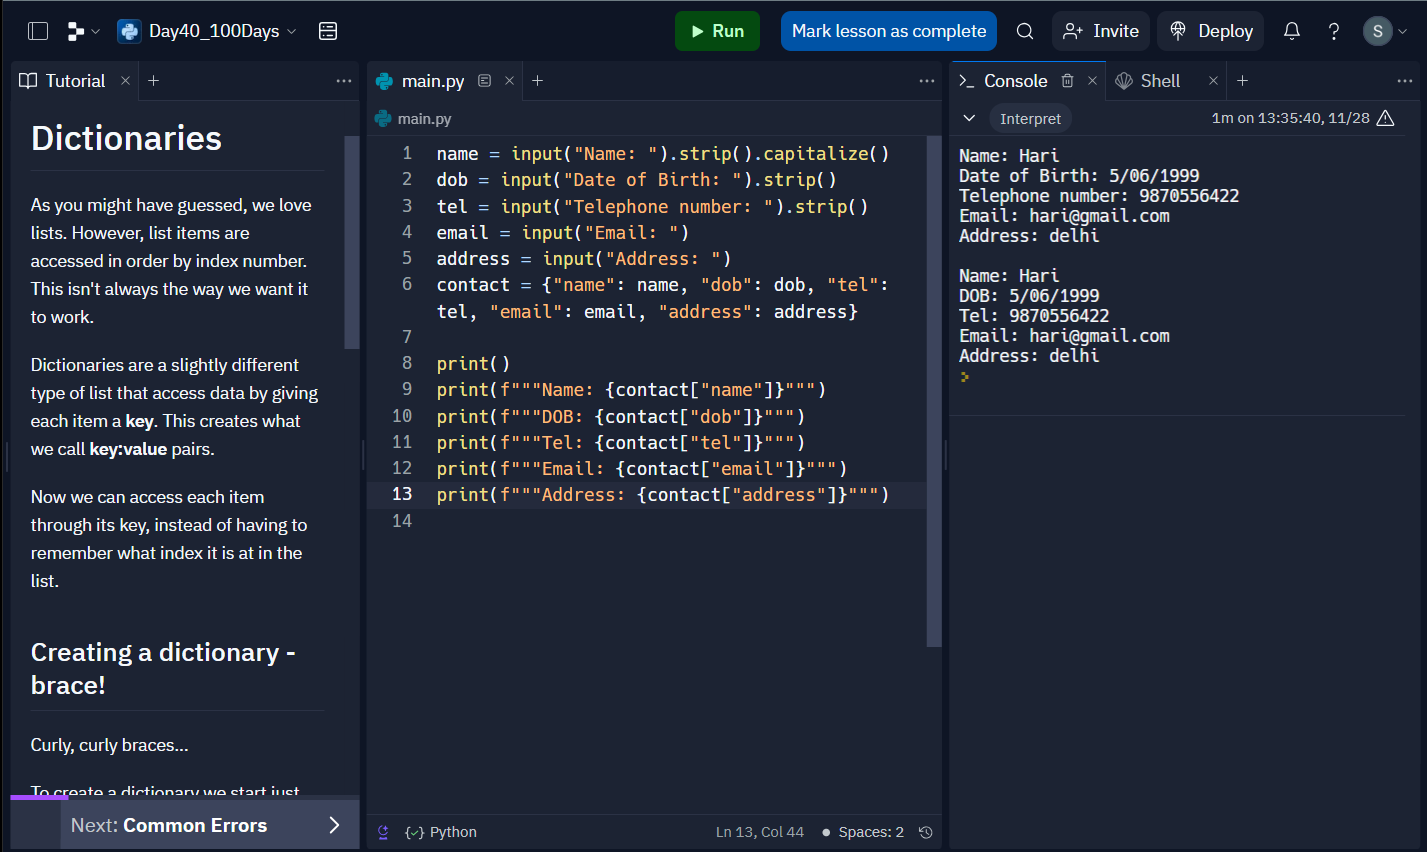 Day40_100Days
Run
Mark lesson as complete
Invite
Deploy
?
S
Tutorial
Dictionaries
As you might have guessed, we love
lists. However, list items are
accessed in order by index number.
This isn't always the way we want it
to work.
Dictionaries are a slightly different
type of list that access data by giving
each item a key. This creates what
we call key:value pairs.
Now we can access each item
through its key, instead of having to
remember what index it is at in the
list.
Creating a dictionary -
brace!
Curly, curly braces...
To create a dictionary we start just
Next: Common Errors
main.py
main.py
1 name = input("Name: ").strip().capitalize()
2 dob = input("Date of Birth: ").strip()
3 tel = input("Telephone number: ").strip()
4 email = input("Email: ")
5 address = input("Address: ")
6 contact = {"name": name, "dob": dob, "tel":
tel, "email": email, "address": address}
7
8 print()
9 print(f"""Name: {contact["name"]}""")
10 print(f"""DOB: {contact["dob"]}""")
11 print(f"""Tel: {contact["tel"]}""")
12 print(f"""Email: {contact["email"]}""")
13 print(f"""Address: {contact["address"]}""")
14
Python
Ln 13, Col 44
Spaces: 2
Console
Shell
Interpret
1m on 13:35:40, 11/28
Name: Hari
Date of Birth: 5/06/1999
Telephone number: 9870556422
Email: hari@gmail.com
Address: delhi
Name: Hari
DOB: 5/06/1999
Tel: 9870556422
Email: hari@gmail.com
Address: delhi